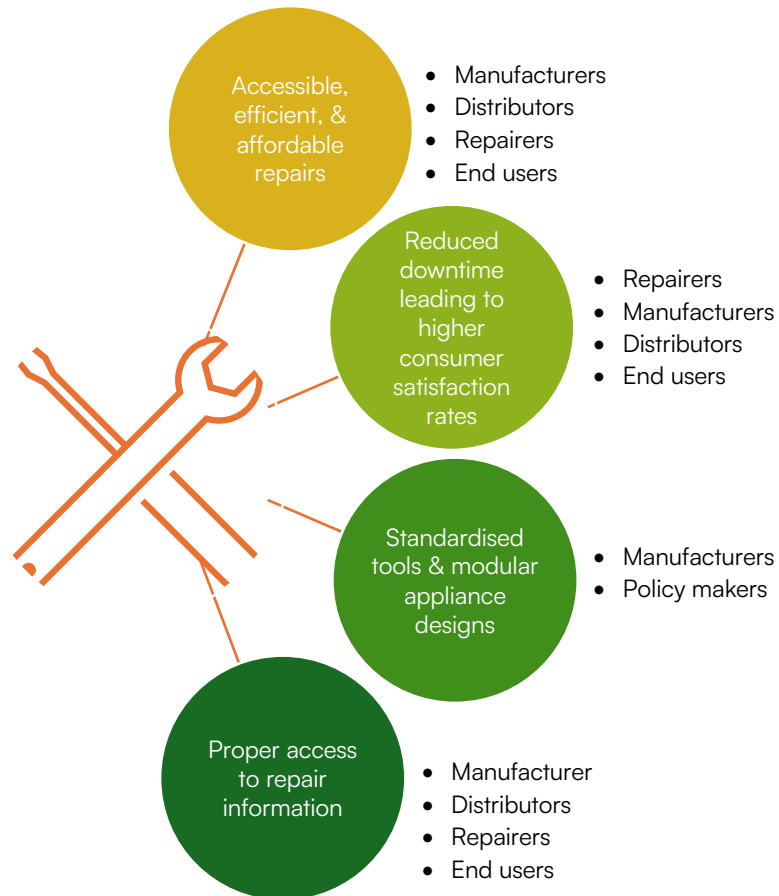 Accessible,
efficient, &
affordable
repairs
• Manufacturers
• Distributors
• Repairers
• End users
Reduced
downtime
leading to
higher
consumer
satisfaction
rates
• Repairers
• Manufacturers
• Distributors
• End users
Standardised
tools & modular
appliance
designs
• Manufacturers
• Policy makers
Proper access
to repair
information
• Manufacturer
• Distributors
• Repairers
• End users